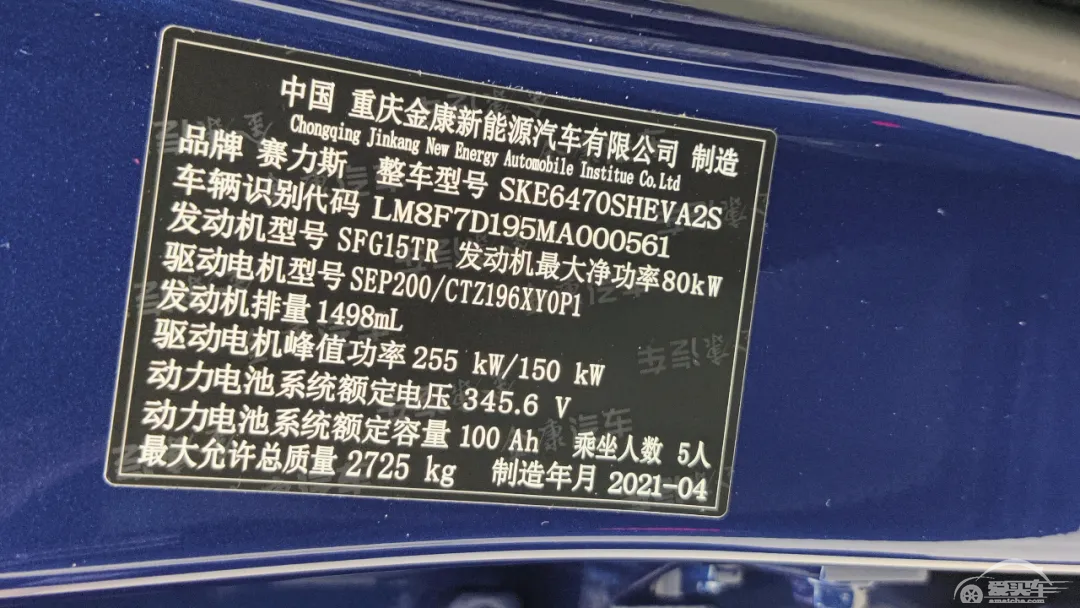 中国 重庆金康新能源汽车有限公司 制造
Chongqing Jinkang New Energy Automobile Institue Co.Ltd
品牌 赛力斯 整车型号 SKE6470SHEVA2S
车辆识别代码 LM8F7D195MA000561
发动机型号 SFG15TR 发动机最大净功率80kW
驱动电机型号 SEP200/CTZ196XY0P1
发动机排量 1498mL
驱动电机峰值功率 255 kW/150 kW
动力电池系统额定电压 345.6 V
动力电池系统额定容量 100 Ah 乘坐人数 5人
最大允许总质量 2725 kg 制造年月 2021-04
爱买车